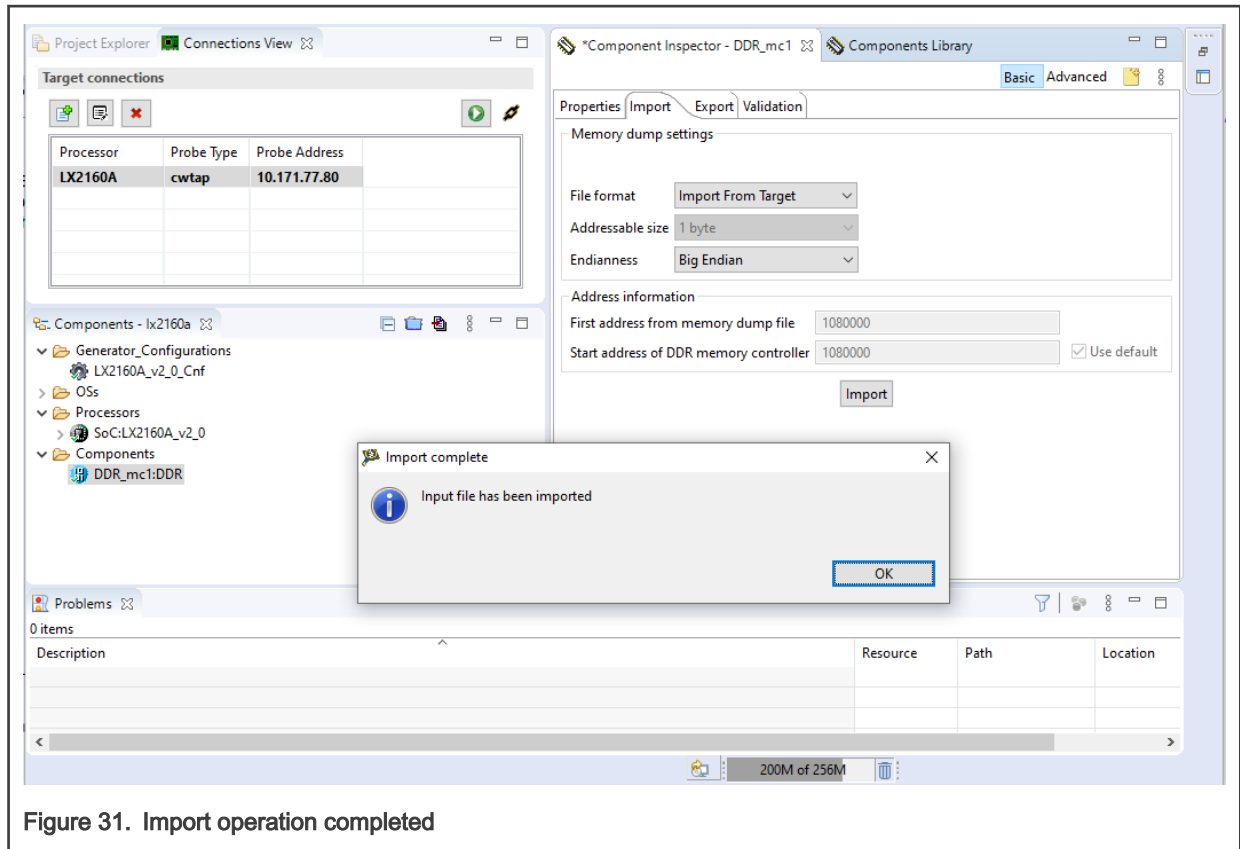 Project Explorer
Connections View
Target connections
Processor Probe Type Probe Address
LX2160A cwtap 10.171.77.80
Components - lx2160a
Generator_Configurations
LX2160A_v2_0_Cnf
OSs
Processors
SoC:LX2160A_v2_0
Components
DDR_mc1:DDR
*Component Inspector - DDR_mc1
Components Library
Basic Advanced
Properties Import Export Validation
Memory dump settings
File format Import From Target
Addressable size 1 byte
Endianness Big Endian
Address information
First address from memory dump file 1080000
Start address of DDR memory controller 1080000 Use default
Import
Import complete
Input file has been imported
OK
Problems
0 items
Description Resource Path Location
200M of 256M
Figure 31. Import operation completed